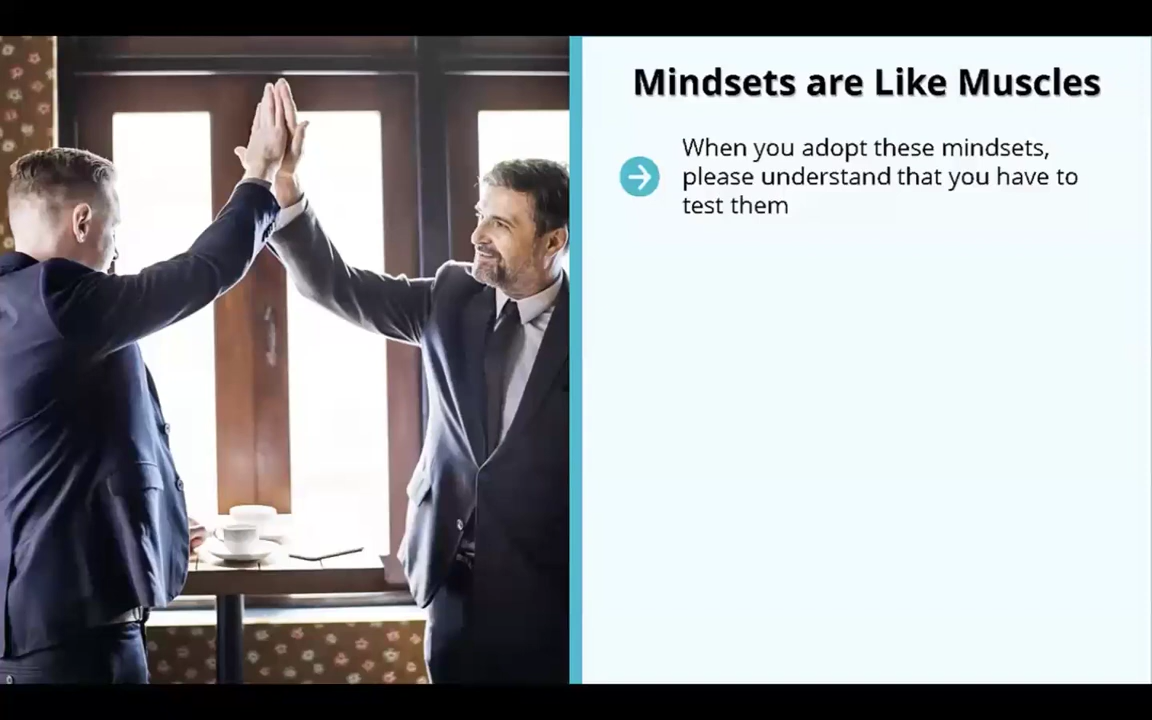 Mindsets are Like Muscles
When you adopt these mindsets,
please understand that you have to
test them